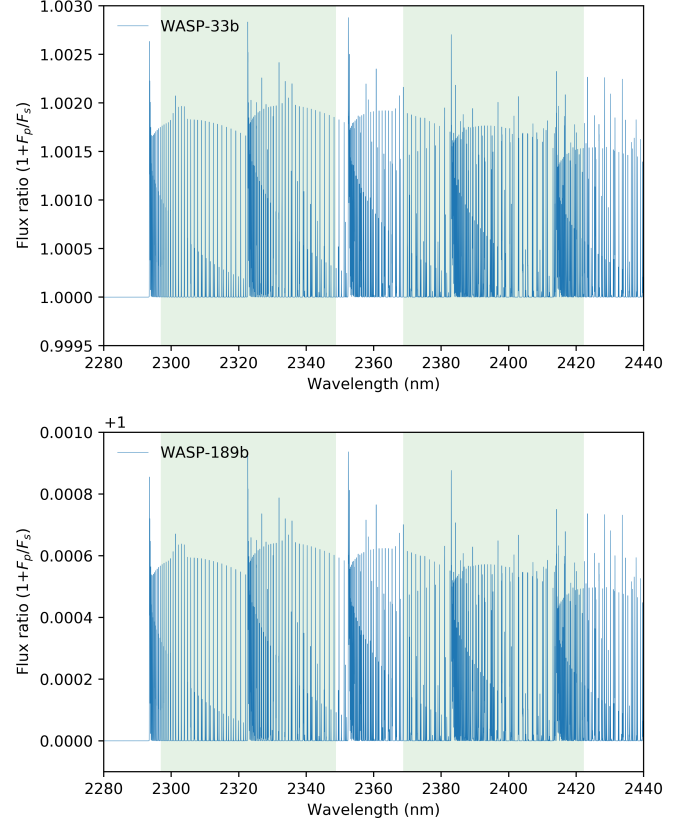 1.0030
WASP-33b
1.0025
1.0020
1.0015
1.0010
1.0005
1.0000
0.9995
Flux ratio (1+Fp/Fs)
2280 2300 2320 2340 2360 2380 2400 2420 2440
Wavelength (nm)
+1
0.0010
WASP-189b
0.0008
0.0006
0.0004
0.0002
0.0000
Flux ratio (1+Fp/Fs)
2280 2300 2320 2340 2360 2380 2400 2420 2440
Wavelength (nm)